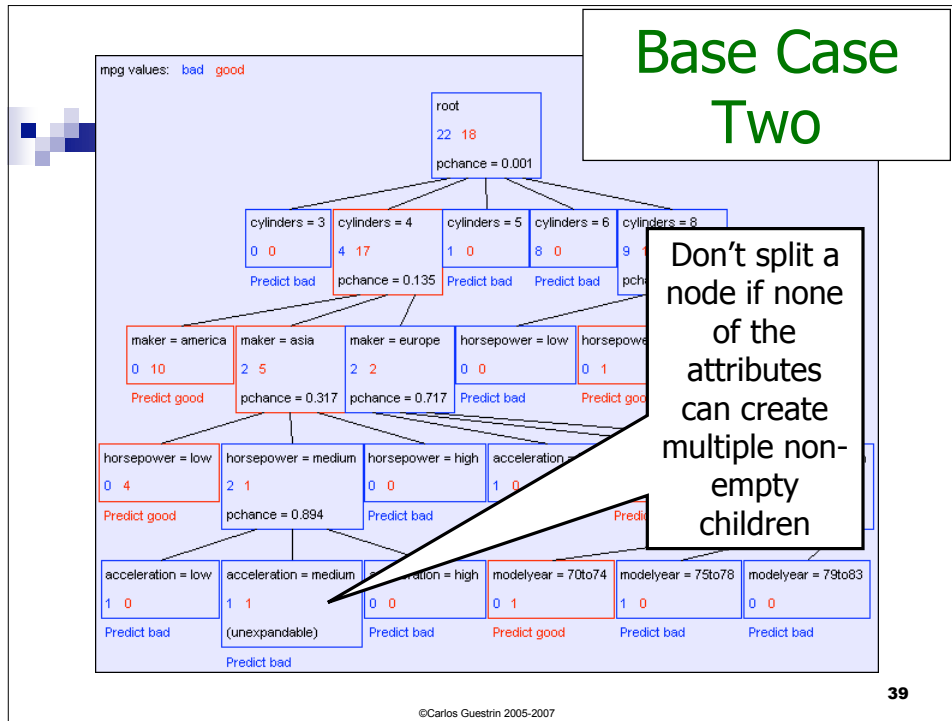 Base Case
Two
mpg values: bad good
root
22 18
pchance = 0.001
cylinders = 3 cylinders = 4 cylinders = 5 cylinders = 6 cylinders = 8
0 0 4 17 1 0 8 0 9
Predict bad pchance = 0.135 Predict bad Predict bad
maker = america maker = asia maker = europe horsepower = low
0 10 2 5 2 2 0 0 0 1
Predict good pchance = 0.317 pchance = 0.717 Predict bad
horsepower = low horsepower = medium horsepower = high acceleration =
0 4 2 1 0 0 1 0
Predict good pchance = 0.894 Predict bad
acceleration = low acceleration = medium = high modelyear = 70to74 modelyear = 75to78 modelyear = 79to83
1 0 1 1 0 0 0 1 1 0 0 0
Predict bad (unexpandable) Predict bad Predict good Predict bad Predict bad
Predict bad
Don't split a
node if none
of the
attributes
can create
multiple non-
empty
children
39
©Carlos Guestrin 2005-2007